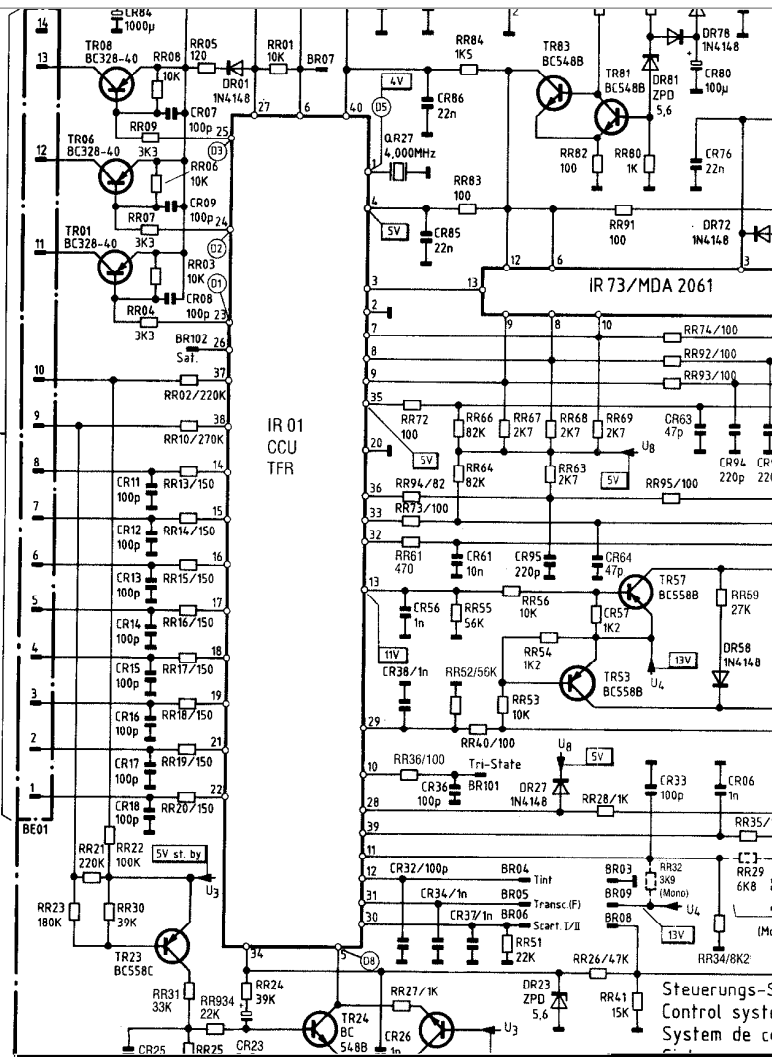 14
CR84
1000µ
13
TR08
BC328-40
RR08
10K
RR05
120
RR01
10K
BR07
DR01
1N4148
CR07
100p
RR09
3K3
27
6
40
25
D3
4V
D5
QR27
4,000MHz
1
4
5V
RR84
1K5
CR86
22n
RR83
100
CR85
22n
TR83
BC548B
TR81
BC548B
RR82
100
RR80
1K
DR81
ZPD
5,6
DR78
1N4148
CR80
100µ
CR76
22n
RR91
100
DR72
1N4148
12
TR06
BC328-40
RR06
10K
CR09
100p
RR07
3K3
24
D2
11
TR01
BC328-40
RR03
10K
CR08
100p
RR04
3K3
D1
23
BR102
Sat.
26
12
6
3
3
13
IR 73/MDA 2061
2
9
8
10
7
RR74/100
8
RR92/100
9
RR93/100
10
37
RR02/220K
9
38
RR10/270K
IR 01
CCU
TFR
35
RR72
100
5V
20
RR66
82K
RR67
2K7
RR68
2K7
RR69
2K7
U8
5V
RR64
82K
RR63
2K7
CR63
47p
CR94
220p
8
14
CR11
100p
RR13/150
36
RR94/82
RR95/100
33
RR73/100
32
RR61
470
CR61
10n
CR95
220p
CR64
47p
7
15
CR12
100p
RR14/150
6
16
CR13
100p
RR15/150
5
17
CR14
100p
RR16/150
4
18
CR15
100p
RR17/150
3
19
CR16
100p
RR18/150
2
21
CR17
100p
RR19/150
1
22
CR18
100p
RR20/150
BE01
13
11V
CR56
1n
RR55
56K
RR56
10K
CR57
1K2
TR57
BC558B
RR59
27K
RR54
1K2
13V
U4
DR58
1N4148
TR53
BC558B
CR38/1n
RR52/56K
RR53
10K
29
RR40/100
10
RR36/100
CR36
100p
Tri-State
BR101
U8
5V
DR27
1N4148
28
RR28/1K
CR33
100p
CR06
1n
39
RR35/
11
RR29
6K8
RR32
3K9
(Mono)
12
CR32/100p
BR04
Tint
BR03
31
CR34/1n
BR05
Transc.(F)
BR09
U4
30
CR37/1n
BR06
Scart. I/II
BR08
13V
RR51
22K
RR34/8K2
RR21
220K
RR22
100K
5V st. by
U3
RR23
180K
RR30
39K
TR23
BC558C
RR31
33K
RR934
22K
34
RR24
39K
5
D8
RR27/1K
TR24
BC
548B
CR26
1n
U3
DR23
ZPD
5,6
RR26/47K
RR41
15K
CR25
RR25
CR23
Steuerungs-S
Control syste
System de c